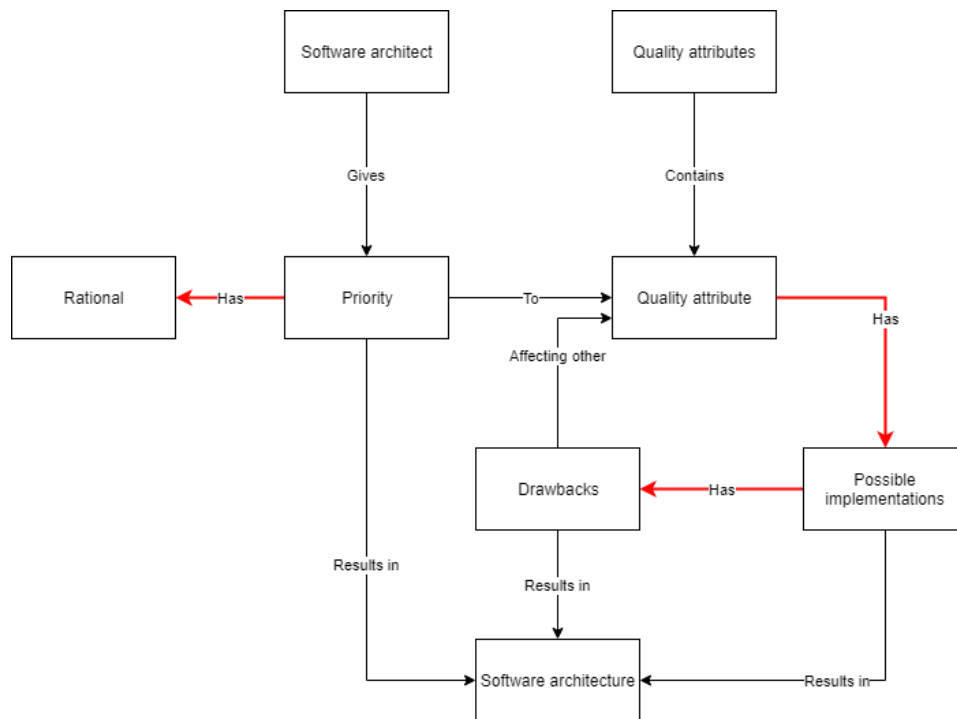 Software architect
Quality attributes
Gives
Contains
Rational
Has
Priority
To
Quality attribute
Has
Affecting other
Drawbacks
Has
Possible
implementations
Results in
Results in
Software architecture
Results in